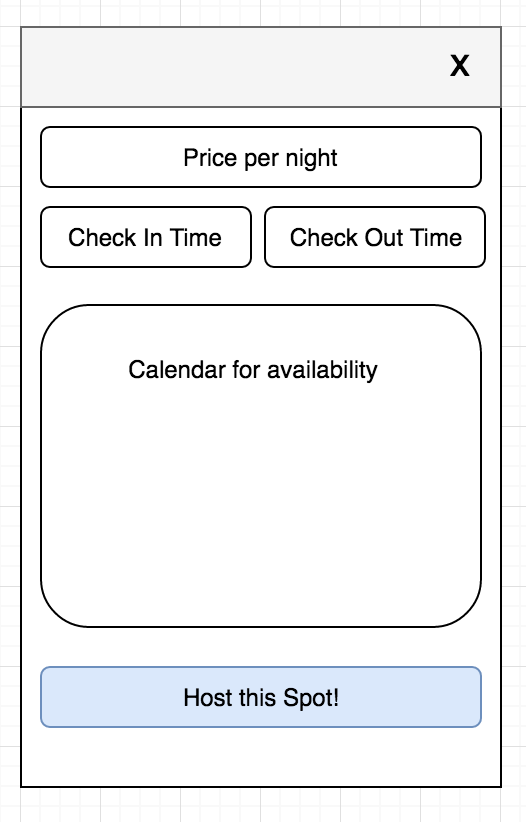 X
Price per night
Check In Time
Check Out Time
Calendar for availability
Host this Spot!